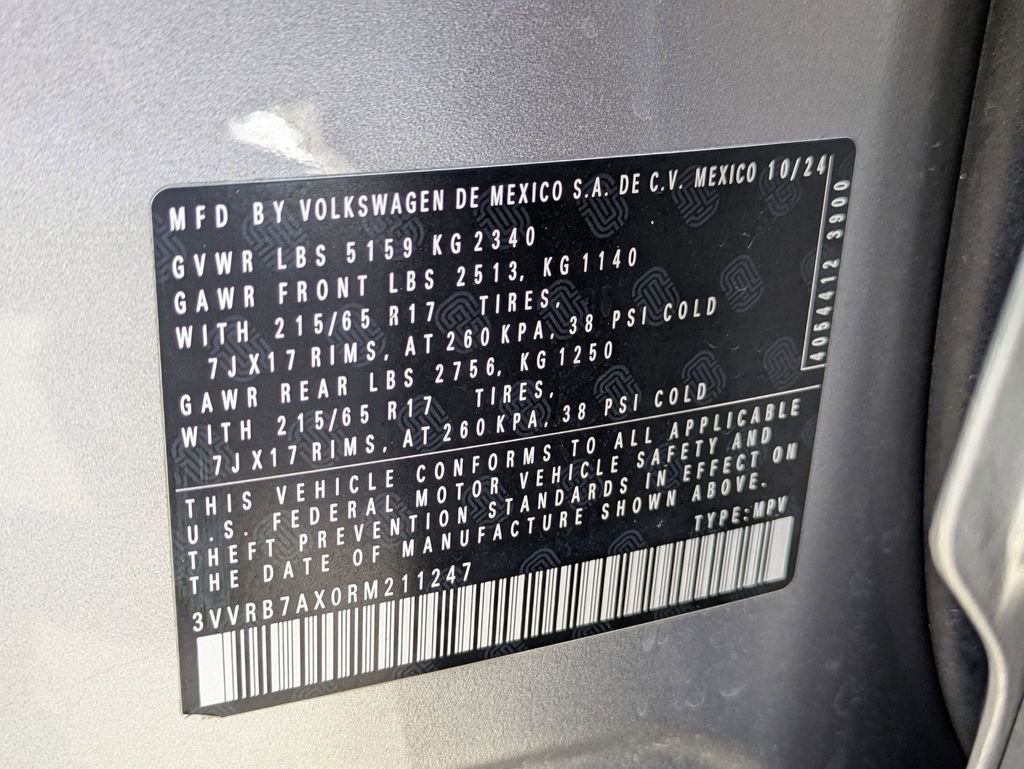 MFD BY VOLKSWAGEN DE MEXICO S.A. DE C.V. MEXICO 10/24
GVWR LBS 5159 KG 2340
GAWR FRONT LBS 2513, KG 1140
WITH 215/65 R17 TIRES,
7JX17 RIMS, AT 260 KPA, 38 PSI COLD
GAWR REAR LBS 2756, KG 1250
WITH 215/65 R17 TIRES,
7JX17 RIMS, AT 260 KPA, 38 PSI COLD
4054412 3900
THIS VEHICLE CONFORMS TO ALL APPLICABLE
U.S. FEDERAL MOTOR VEHICLE SAFETY AND
THEFT PREVENTION STANDARDS IN EFFECT ON
THE DATE OF MANUFACTURE SHOWN ABOVE.
TYPE:MPV
3VVRB7AX0RM211247